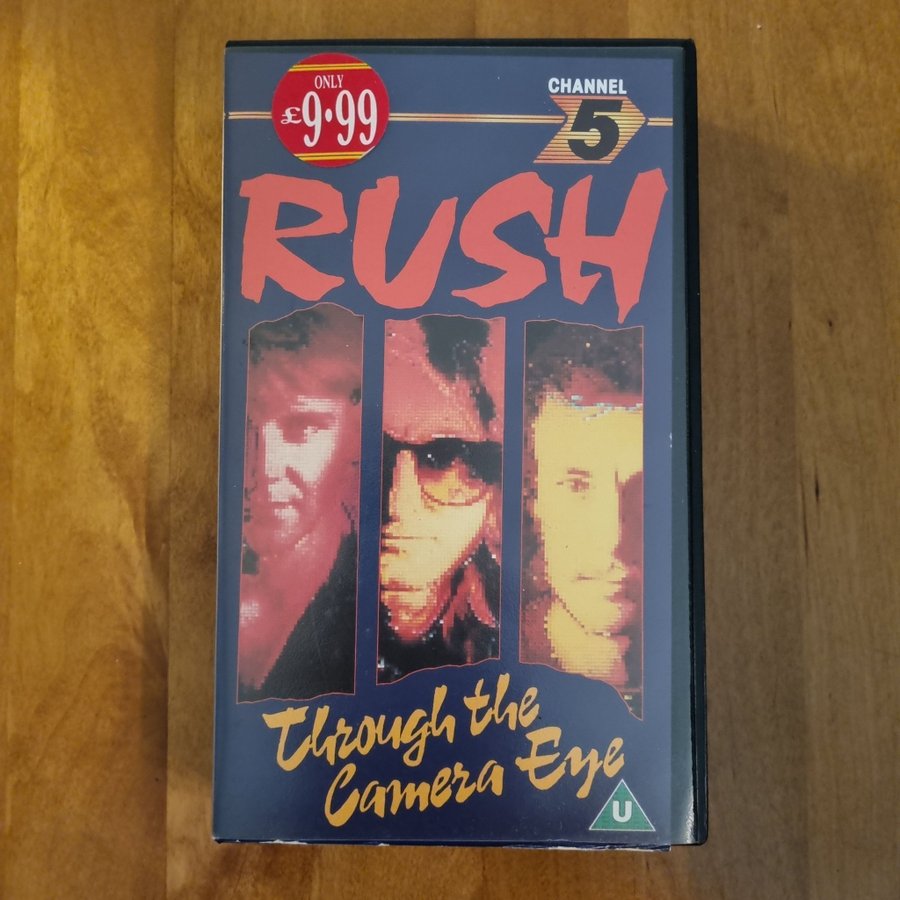 ONLY
£9.99
CHANNEL
5
RUSH
Through the
Camera Eye
U